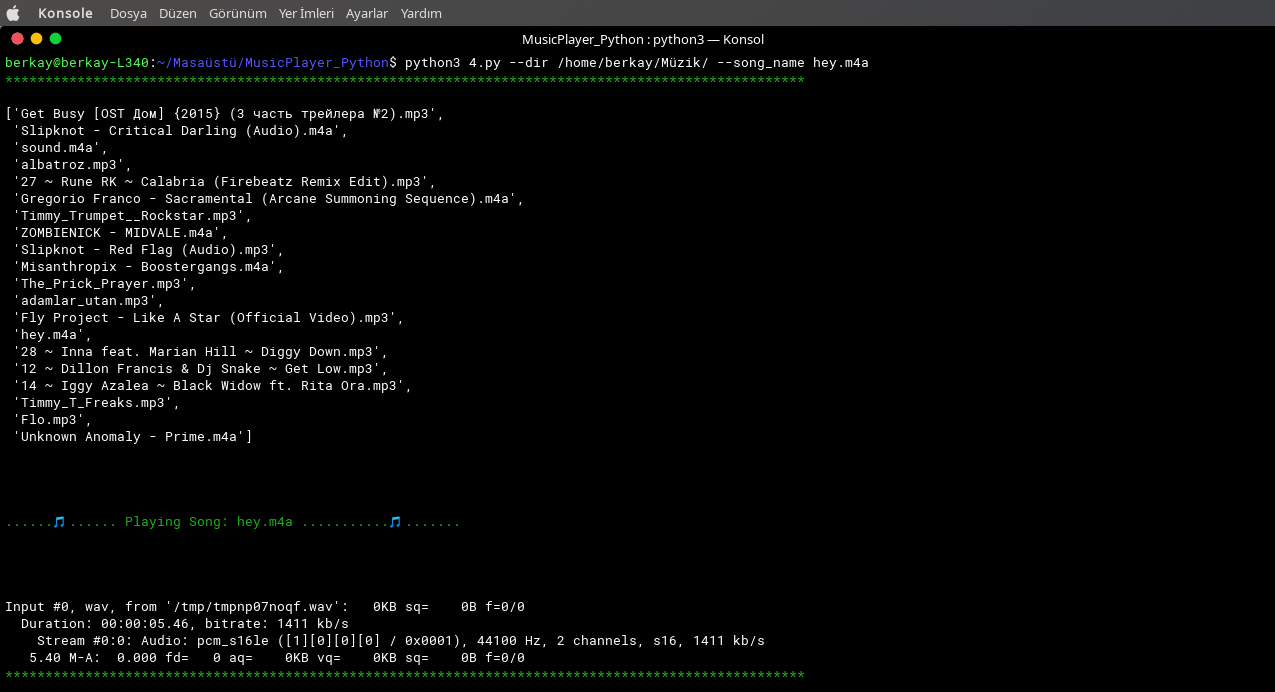 Konsole Dosya Düzen Görünüm Yer İmleri Ayarlar Yardım
MusicPlayer_Python : python3 — Konsol
berkay@berkay-L340:~/Masaüstü/MusicPlayer_Python$ python3 4.py --dir /home/berkay/Müzik/ --song_name hey.m4a
****************************************************************************************************
['Get Busy [OST Дом] {2015} (3 часть трейлера №2).mp3',
'Slipknot - Critical Darling (Audio).m4a',
'sound.m4a',
'albatroz.mp3',
'27 ~ Rune RK ~ Calabria (Firebeatz Remix Edit).mp3',
'Gregorio Franco - Sacramental (Arcane Summoning Sequence).m4a',
'Timmy_Trumpet__Rockstar.mp3',
'ZOMBIENICK - MIDVALE.m4a',
'Slipknot - Red Flag (Audio).mp3',
'Misanthropix - Boostergangs.m4a',
'The_Prick_Prayer.mp3',
'adamlar_utan.mp3',
'Fly Project - Like A Star (Official Video).mp3',
'hey.m4a',
'28 ~ Inna feat. Marian Hill ~ Diggy Down.mp3',
'12 ~ Dillon Francis & Dj Snake ~ Get Low.mp3',
'14 ~ Iggy Azalea ~ Black Widow ft. Rita Ora.mp3',
'Timmy_T_Freaks.mp3',
'Flo.mp3',
'Unknown Anomaly - Prime.m4a']
......🎵...... Playing Song: hey.m4a ...........🎵.......
Input #0, wav, from '/tmp/tmpnp07noqf.wav':   0KB sq=    0B f=0/0
Duration: 00:00:05.46, bitrate: 1411 kb/s
Stream #0:0: Audio: pcm_s16le ([1][0][0][0] / 0x0001), 44100 Hz, 2 channels, s16, 1411 kb/s
5.40 M-A:  0.000 fd=   0 aq=    0KB vq=    0KB sq=    0B f=0/0
****************************************************************************************************